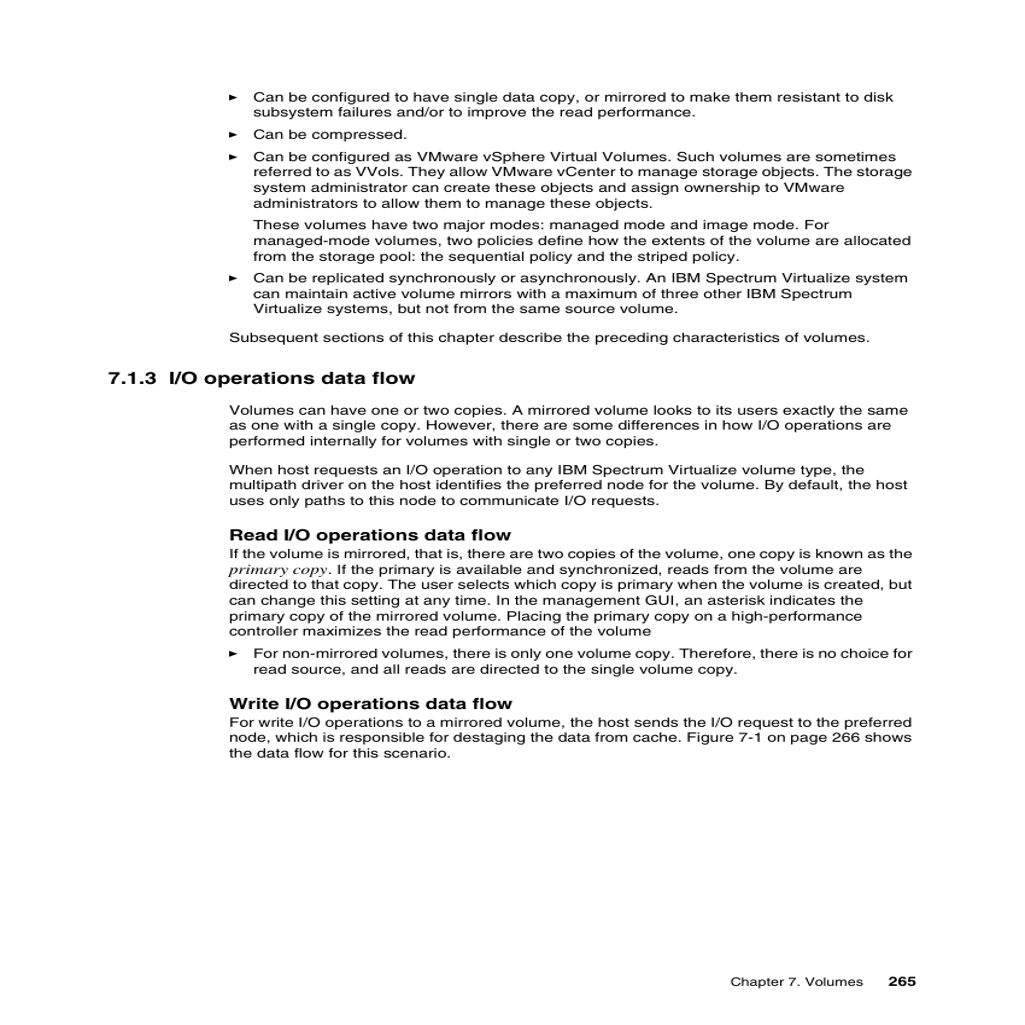 ► Can be configured to have single data copy, or mirrored to make them resistant to disk
subsystem failures and/or to improve the read performance.
► Can be compressed.
► Can be configured as VMware vSphere Virtual Volumes. Such volumes are sometimes
referred to as VVols. They allow VMware vCenter to manage storage objects. The storage
system administrator can create these objects and assign ownership to VMware
administrators to allow them to manage these objects.
These volumes have two major modes: managed mode and image mode. For
managed-mode volumes, two policies define how the extents of the volume are allocated
from the storage pool: the sequential policy and the striped policy.
► Can be replicated synchronously or asynchronously. An IBM Spectrum Virtualize system
can maintain active volume mirrors with a maximum of three other IBM Spectrum
Virtualize systems, but not from the same source volume.
Subsequent sections of this chapter describe the preceding characteristics of volumes.
7.1.3 I/O operations data flow
Volumes can have one or two copies. A mirrored volume looks to its users exactly the same
as one with a single copy. However, there are some differences in how I/O operations are
performed internally for volumes with single or two copies.
When host requests an I/O operation to any IBM Spectrum Virtualize volume type, the
multipath driver on the host identifies the preferred node for the volume. By default, the host
uses only paths to this node to communicate I/O requests.
Read I/O operations data flow
If the volume is mirrored, that is, there are two copies of the volume, one copy is known as the
primary copy. If the primary is available and synchronized, reads from the volume are
directed to that copy. The user selects which copy is primary when the volume is created, but
can change this setting at any time. In the management GUI, an asterisk indicates the
primary copy of the mirrored volume. Placing the primary copy on a high-performance
controller maximizes the read performance of the volume
► For non-mirrored volumes, there is only one volume copy. Therefore, there is no choice for
read source, and all reads are directed to the single volume copy.
Write I/O operations data flow
For write I/O operations to a mirrored volume, the host sends the I/O request to the preferred
node, which is responsible for destaging the data from cache. Figure 7-1 on page 266 shows
the data flow for this scenario.
Chapter 7. Volumes 265